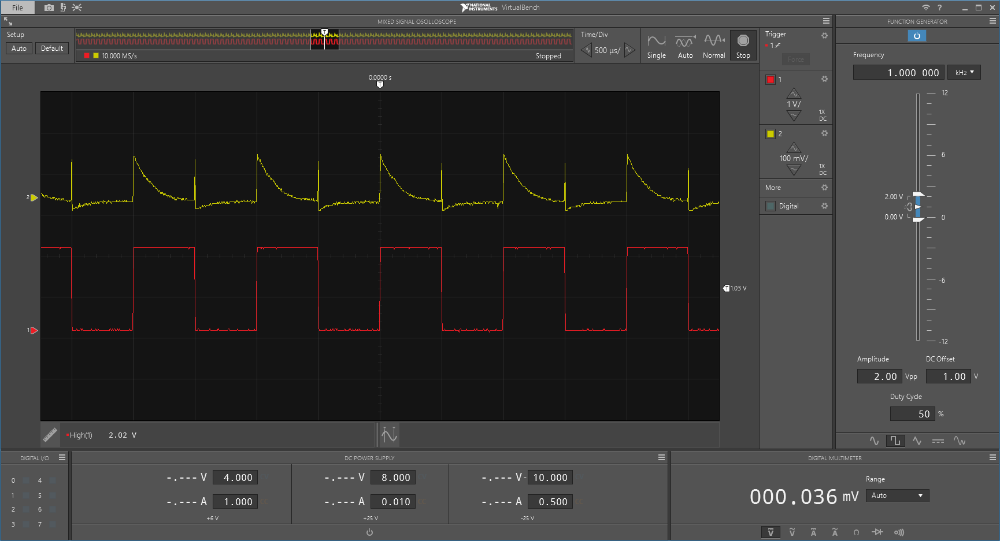 File
NATIONAL INSTRUMENTS VirtualBench
?
MIXED SIGNAL OSCILLOSCOPE
FUNCTION GENERATOR
Setup
Auto
Default
T
10.000 MS/s
Stopped
Time/Div
500 µs/
Single
Auto
Normal
Stop
Trigger
1
Force
0.0000 s
T
2
1
T 1.03 V
1
1 V/
1X
DC
2
100 mV/
1X
DC
More
Digital
High(1) 2.02 V
Frequency
1.000 000 kHz
12
6
2.00 V
0.00 V
0
-6
-12
Amplitude
DC Offset
2.00 Vpp
1.00 V
Duty Cycle
50 %
DIGITAL I/O
0 4
1 5
2 6
3 7
DC POWER SUPPLY
-.--- V 4.000
-.--- A 1.000
+6 V
-.--- V 8.000
-.--- A 0.010
+25 V
-.--- V -10.000
-.--- A 0.500
-25 V
DIGITAL MULTIMETER
Range
000.036 mV
Auto
V
V
A
A
Ω